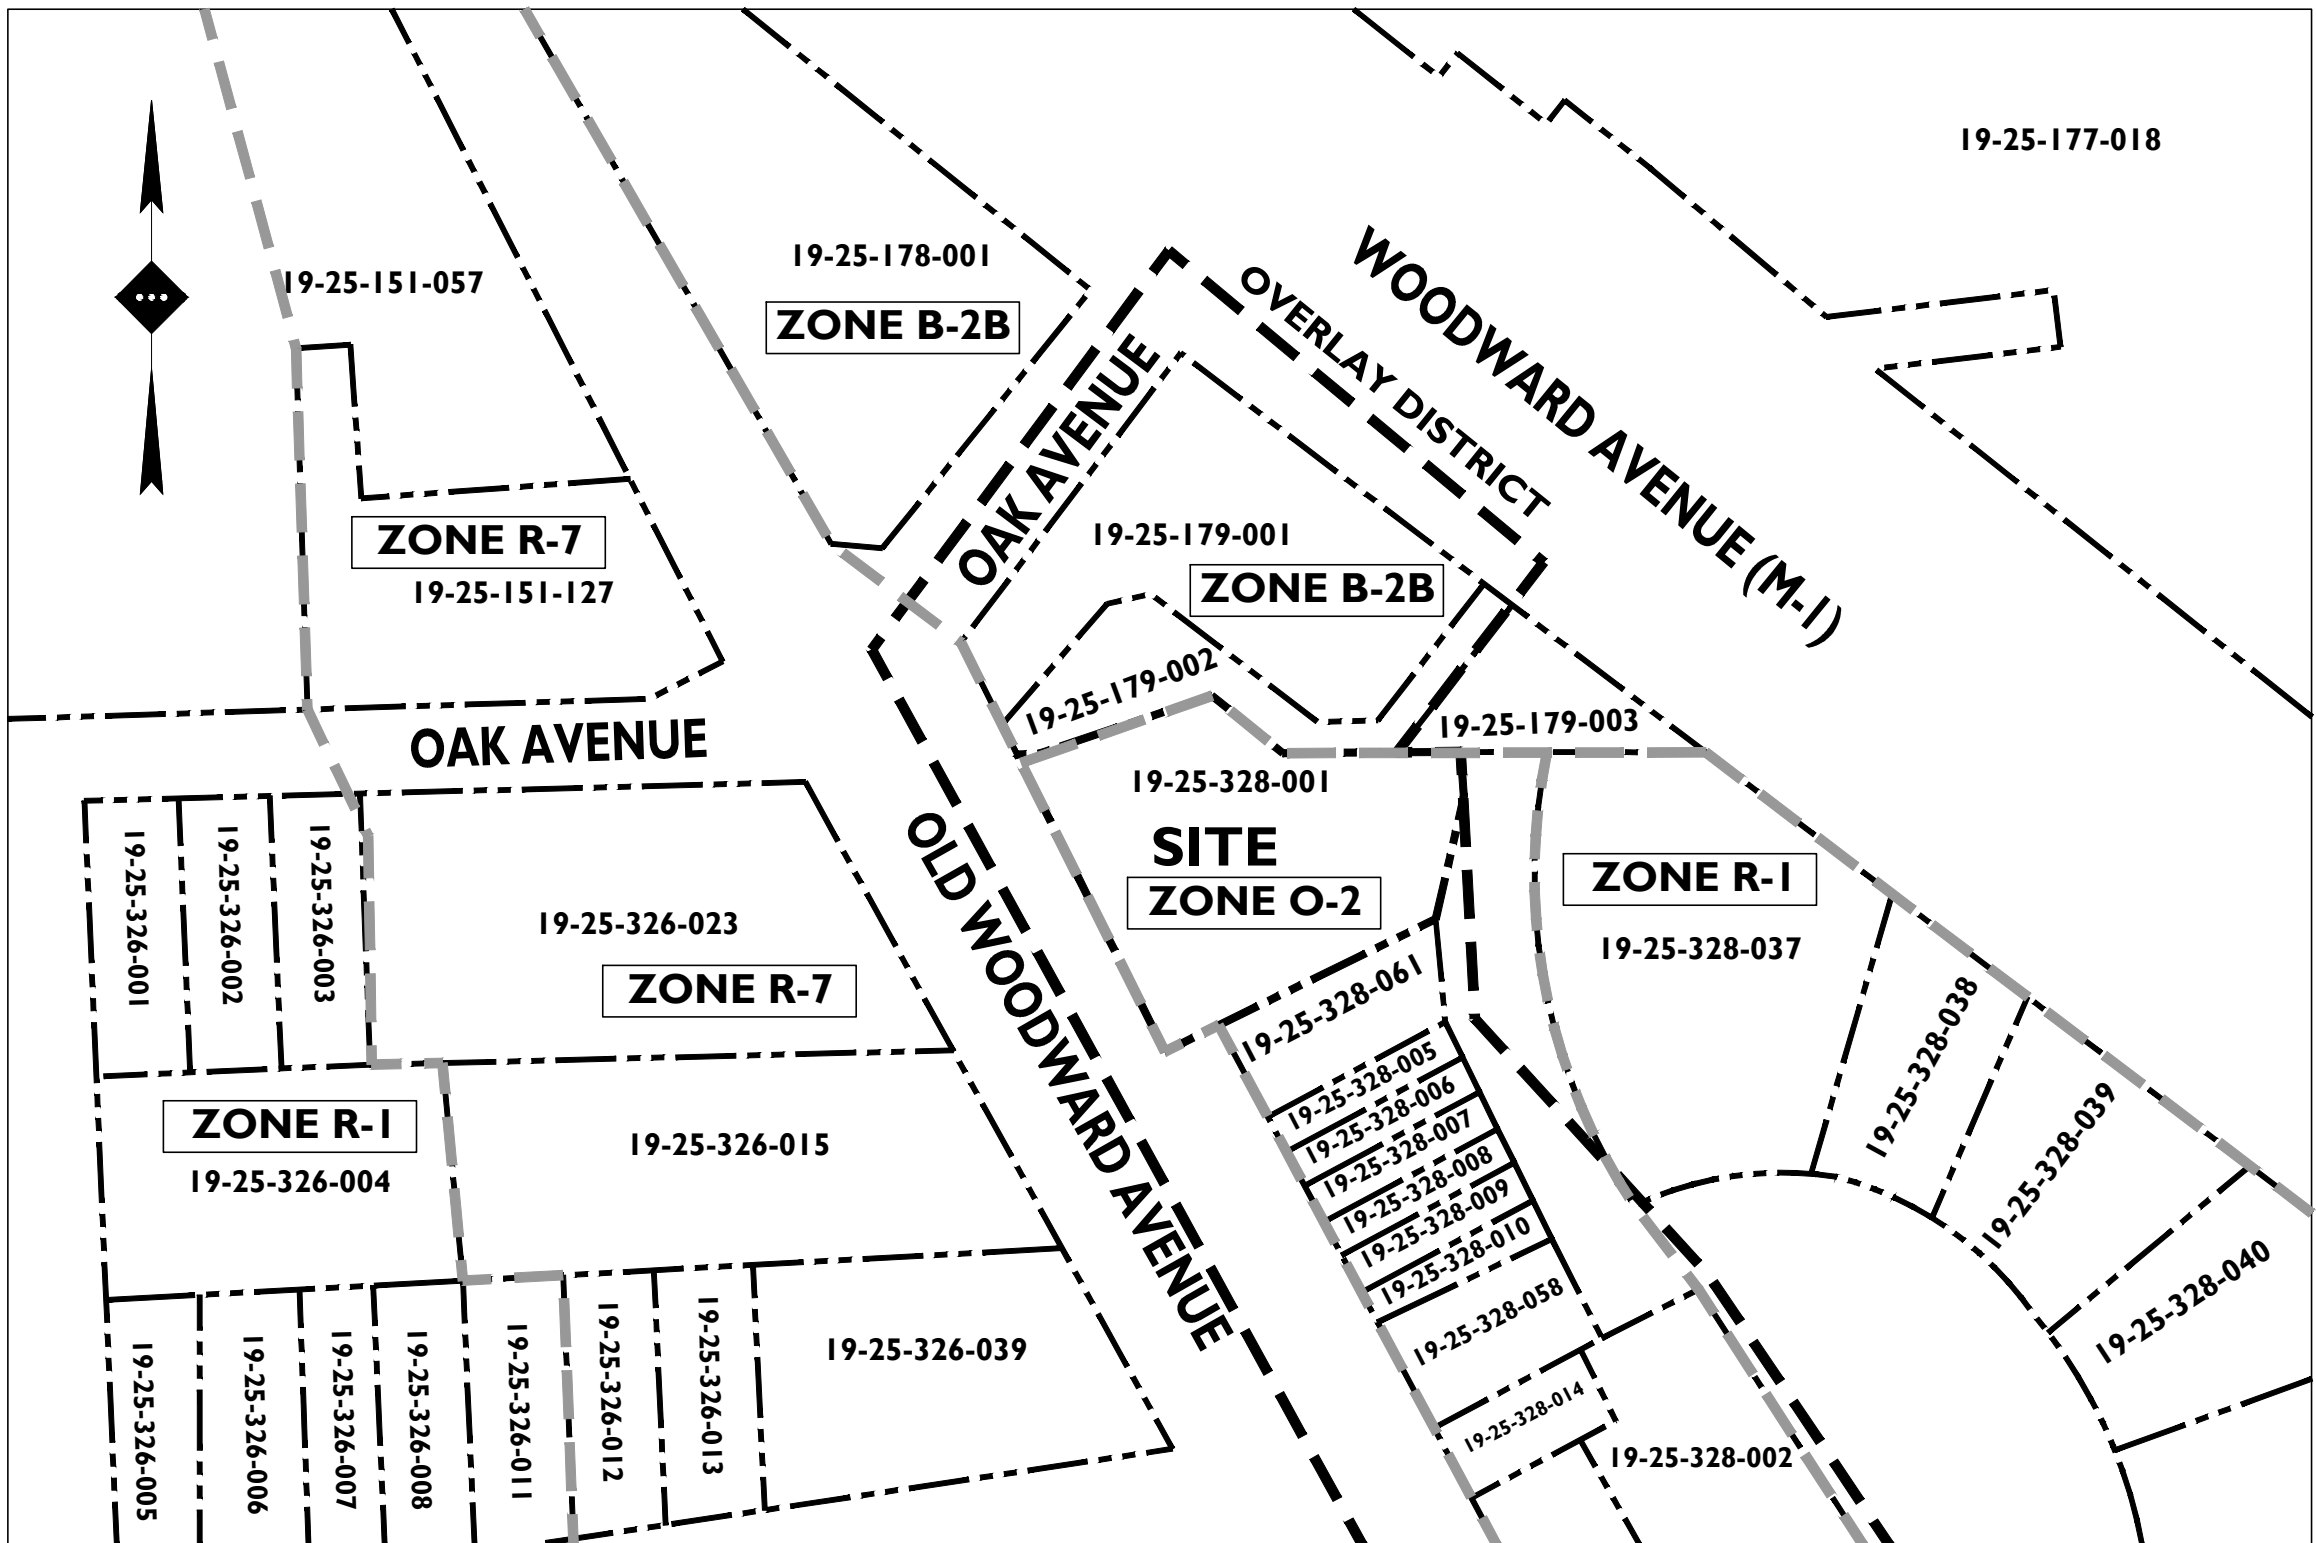 19-25-177-018
WOODWARD AVENUE (M-1)
OVERLAY DISTRICT
19-25-178-001
ZONE B-2B
19-25-151-057
OAK AVENUE
ZONE R-7
19-25-151-127
19-25-179-001
ZONE B-2B
19-25-179-002
19-25-179-003
OAK AVENUE
19-25-328-001
SITE
ZONE O-2
OLD WOODWARD AVENUE
ZONE R-1
19-25-328-037
19-25-328-038
19-25-328-039
19-25-328-040
19-25-326-001
19-25-326-002
19-25-326-003
19-25-326-023
ZONE R-7
ZONE R-1
19-25-326-004
19-25-326-015
19-25-328-061
19-25-328-005
19-25-328-006
19-25-328-007
19-25-328-008
19-25-328-009
19-25-328-010
19-25-328-058
19-25-328-014
19-25-328-002
19-25-326-005
19-25-326-006
19-25-326-007
19-25-326-008
19-25-326-011
19-25-326-012
19-25-326-013
19-25-326-039